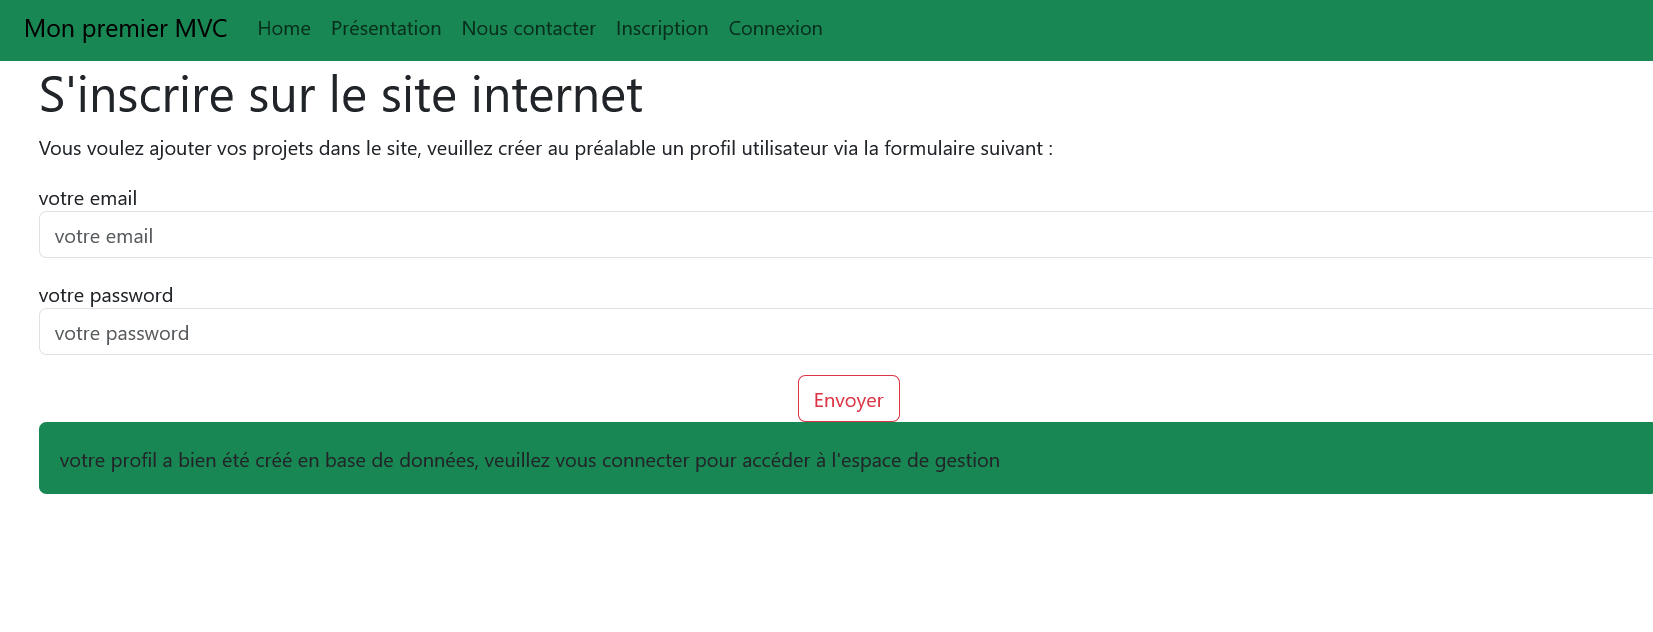 Mon premier MVC Home Présentation Nous contacter Inscription Connexion
S'inscrire sur le site internet
Vous voulez ajouter vos projets dans le site, veuillez créer au préalable un profil utilisateur via la formulaire suivant :
votre email
votre email
votre password
votre password
Envoyer
votre profil a bien été créé en base de données, veuillez vous connecter pour accéder à l'espace de gestion